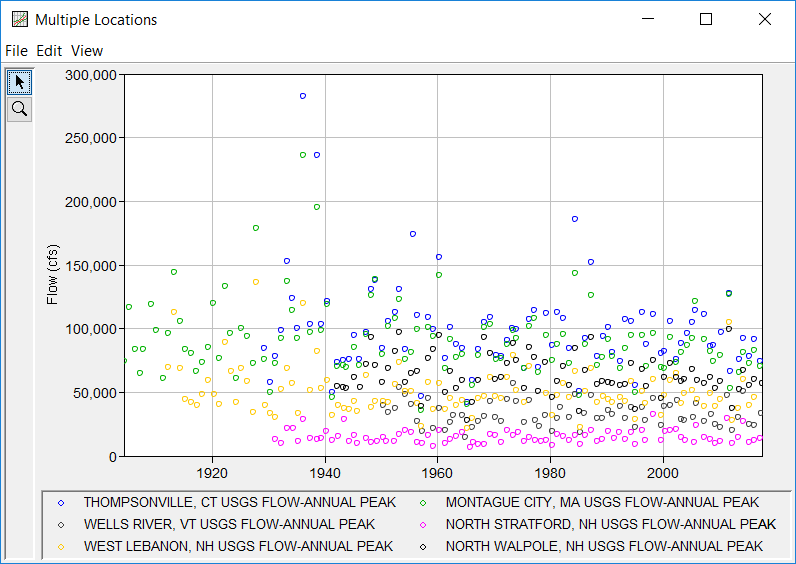 Multiple Locations
File Edit View
300,000
250,000
200,000
150,000
100,000
50,000
0
Flow (cfs)
1920 1940 1960 1980 2000
THOMPSONVILLE, CT USGS FLOW-ANNUAL PEAK MONTAGUE CITY, MA USGS FLOW-ANNUAL PEAK
WELLS RIVER, VT USGS FLOW-ANNUAL PEAK NORTH STRATFORD, NH USGS FLOW-ANNUAL PEAK
WEST LEBANON, NH USGS FLOW-ANNUAL PEAK NORTH WALPOLE, NH USGS FLOW-ANNUAL PEAK